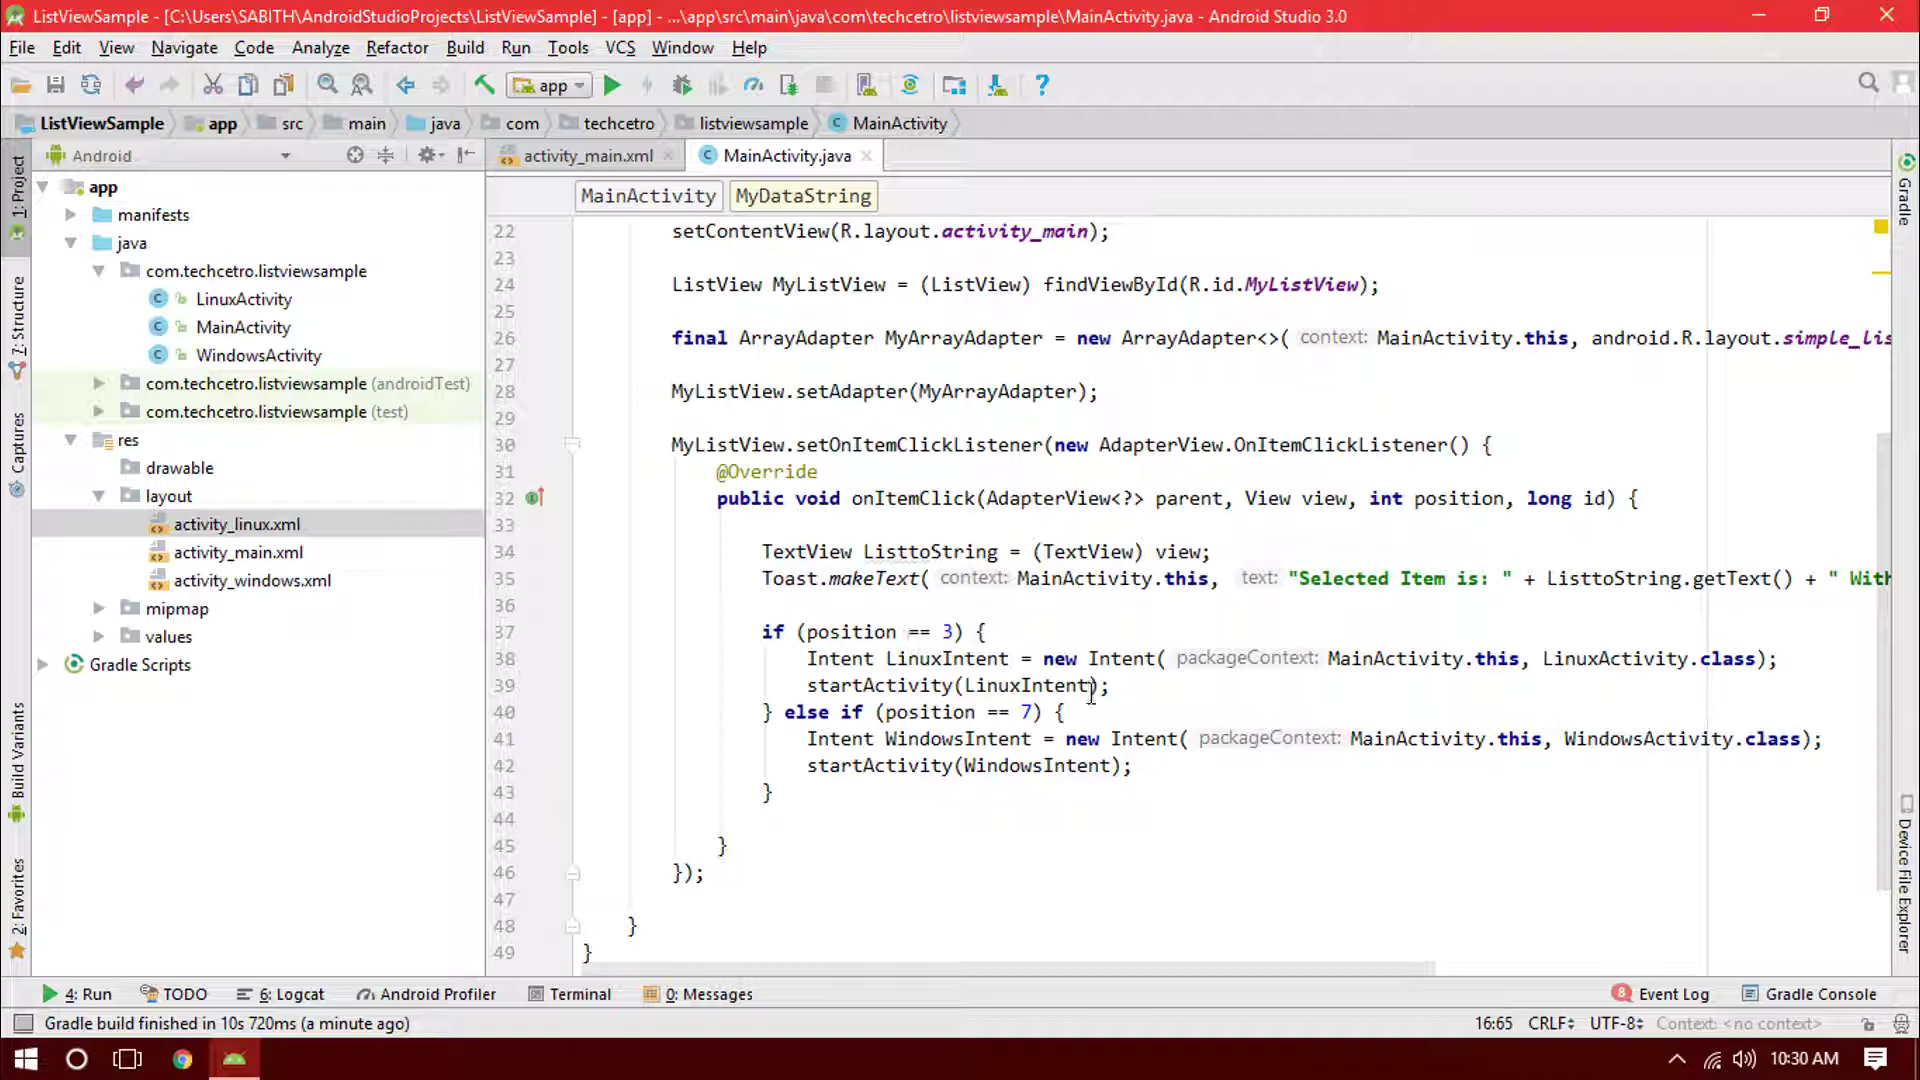 ListViewSample - [C:\Users\SABITH\AndroidStudioProjects\ListViewSample] - [app] - ...\app\src\main\java\com\techcetro\listviewsample\MainActivity.java - Android Studio 3.0
File Edit View Navigate Code Analyze Refactor Build Run Tools VCS Window Help
app
ListViewSample app src main java com techcetro listviewsample MainActivity
Android
activity_main.xml MainActivity.java
MainActivity MyDataString
1: Project
7: Structure
Captures
Build Variants
2: Favorites
app
manifests
java
com.techcetro.listviewsample
LinuxActivity
MainActivity
WindowsActivity
com.techcetro.listviewsample (androidTest)
com.techcetro.listviewsample (test)
res
drawable
layout
activity_linux.xml
activity_main.xml
activity_windows.xml
mipmap
values
Gradle Scripts
22 setContentView(R.layout.activity_main);
23
24 ListView MyListView = (ListView) findViewById(R.id.MyListView);
25
26 final ArrayAdapter MyArrayAdapter = new ArrayAdapter<>( context: MainActivity.this, android.R.layout.simple_lis
27
28 MyListView.setAdapter(MyArrayAdapter);
29
30 MyListView.setOnItemClickListener(new AdapterView.OnItemClickListener() {
31 @Override
32 public void onItemClick(AdapterView<?> parent, View view, int position, long id) {
33
34 TextView ListtoString = (TextView) view;
35 Toast.makeText( context: MainActivity.this, text: "Selected Item is: " + ListtoString.getText() + " With
36
37 if (position == 3) {
38 Intent LinuxIntent = new Intent( packageContext: MainActivity.this, LinuxActivity.class);
39 startActivity(LinuxIntent);
40 } else if (position == 7) {
41 Intent WindowsIntent = new Intent( packageContext: MainActivity.this, WindowsActivity.class);
42 startActivity(WindowsIntent);
43 }
44
45 }
46 });
47
48 }
49 }
Gradle
Device File Explorer
4: Run TODO 6: Logcat Android Profiler Terminal 0: Messages 8 Event Log Gradle Console
Gradle build finished in 10s 720ms (a minute ago) 16:65 CRLF UTF-8 Context: <no context>
10:30 AM